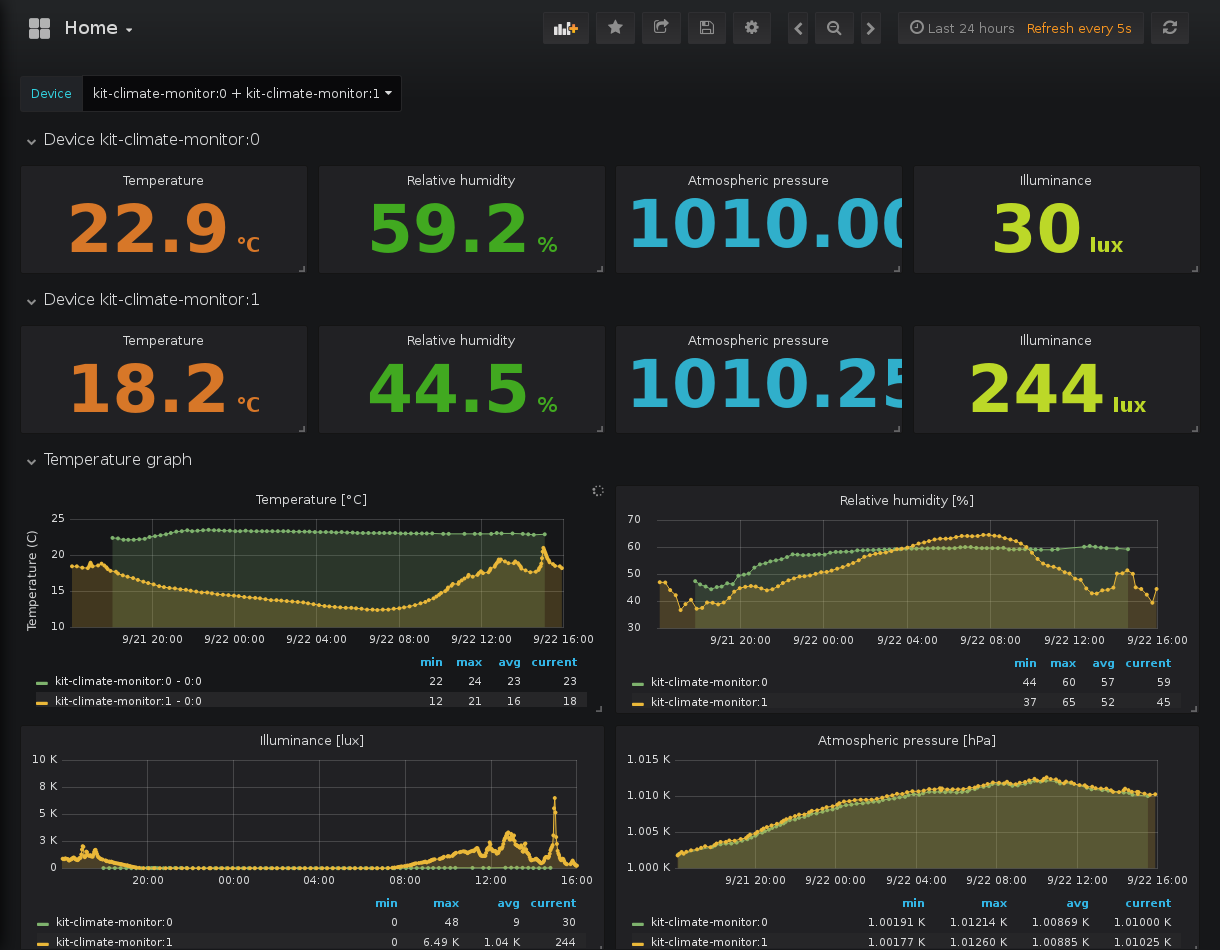 Home
Last 24 hours Refresh every 5s
Device kit-climate-monitor:0 + kit-climate-monitor:1
Device kit-climate-monitor:0
Temperature Relative humidity Atmospheric pressure Illuminance
22.9 °C 59.2 % 1010.00 30 lux
Device kit-climate-monitor:1
Temperature Relative humidity Atmospheric pressure Illuminance
18.2 °C 44.5 % 1010.25 244 lux
Temperature graph
Temperature [°C]
Temperature (C)
25
20
15
10
9/21 20:00 9/22 00:00 9/22 04:00 9/22 08:00 9/22 12:00 9/22 16:00
min max avg current
kit-climate-monitor:0 - 0:0 22 24 23 23
kit-climate-monitor:1 - 0:0 12 21 16 18
Relative humidity [%]
70
60
50
40
30
9/21 20:00 9/22 00:00 9/22 04:00 9/22 08:00 9/22 12:00 9/22 16:00
min max avg current
kit-climate-monitor:0 44 60 57 59
kit-climate-monitor:1 37 65 52 45
Illuminance [lux]
10 K
8 K
5 K
3 K
0
20:00 00:00 04:00 08:00 12:00 16:00
min max avg current
kit-climate-monitor:0 0 48 9 30
kit-climate-monitor:1 0 6.49 K 1.04 K 244
Atmospheric pressure [hPa]
1.015 K
1.010 K
1.005 K
1.000 K
9/21 20:00 9/22 00:00 9/22 04:00 9/22 08:00 9/22 12:00 9/22 16:00
min max avg current
kit-climate-monitor:0 1.00191 K 1.01214 K 1.00869 K 1.01000 K
kit-climate-monitor:1 1.00177 K 1.01260 K 1.00885 K 1.01025 K